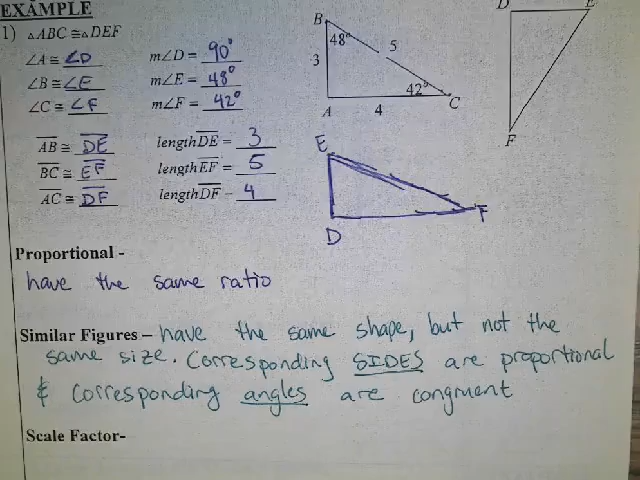 EXAMPLE
1) △ABC ≅ △DEF
∠A ≅ ∠D m∠D = 90°
∠B ≅ ∠E m∠E = 48°
∠C ≅ ∠F m∠F = 42°
AB ≅ DE length DE = 3
BC ≅ EF length EF = 5
AC ≅ DF length DF = 4
B
48°
5
3
42°
A
4
C
D
E
F
E
D
F
Proportional -
have the same ratio
Similar Figures – have the same shape, but not the
same size. Corresponding SIDES are proportional
& corresponding angles are congruent
Scale Factor-